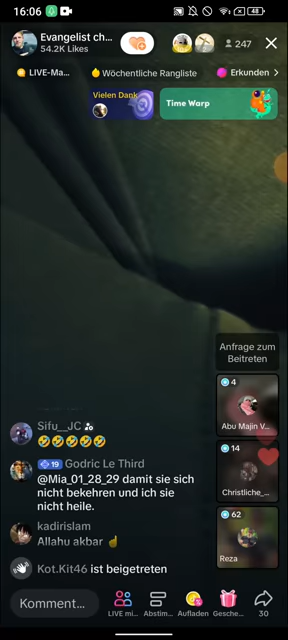 16:06
48
Evangelist ch...
54.2K Likes
247
LIVE-Ma...
Wöchentliche Rangliste
Erkunden
Vielen Dank
Time Warp
Anfrage zum
Beitreten
4
Abu Majin V...
14
Christliche_...
62
Reza
Sifu__JC
🤣🤣🤣🤣🤣
19 Godric Le Third
@Mia_01_28_29 damit sie sich
nicht bekehren und ich sie
nicht heile.
kadirislam
Allahu akbar ☝
Kot.Kit46 ist beigetreten
Komment...
LIVE mi...
Abstim...
Aufladen
Gesche...
30